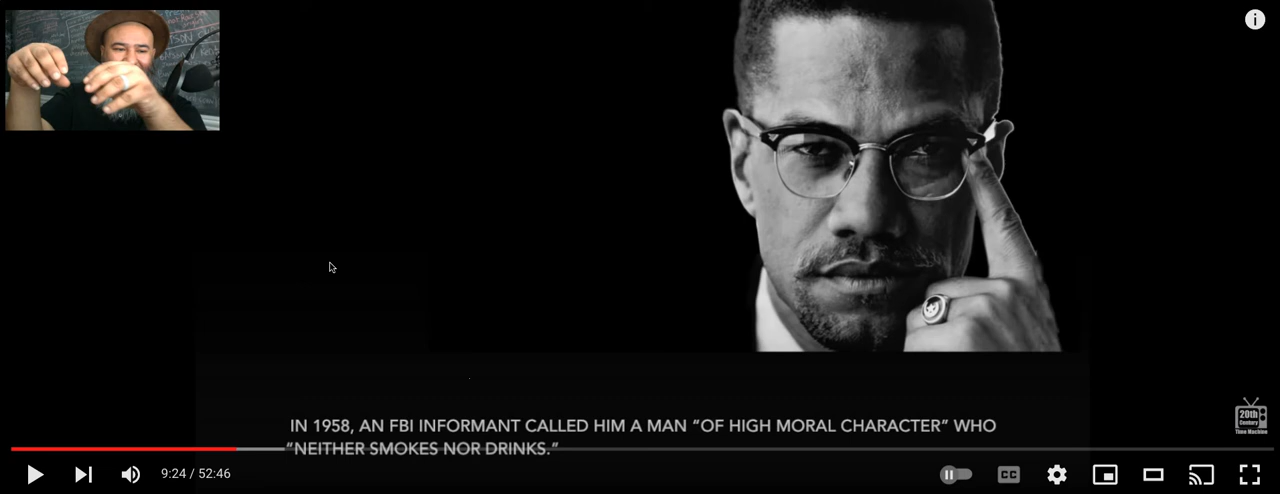 IN 1958, AN FBI INFORMANT CALLED HIM A MAN “OF HIGH MORAL CHARACTER” WHO
“NEITHER SMOKES NOR DRINKS.”
20th
Century
Time Machine
9:24 / 52:46
CC